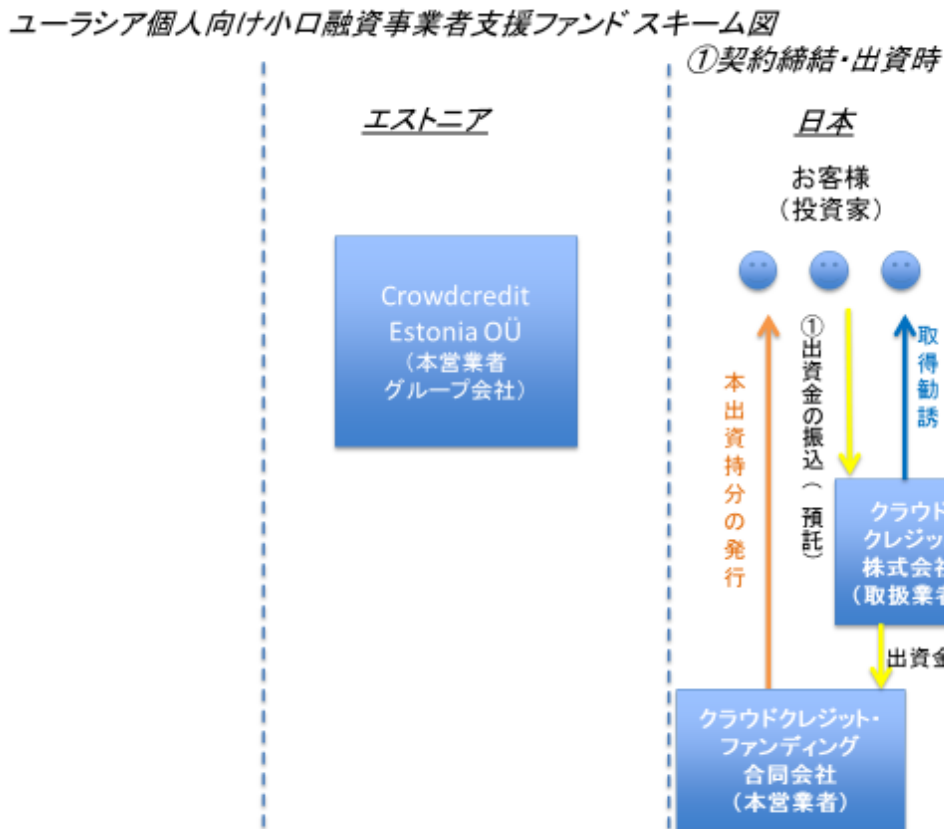 ユーラシア個人向け小口融資事業者支援ファンド スキーム図
①契約締結・出資時
エストニア
日本
お客様
（投資家）
Crowdcredit
Estonia OÜ
（本営業者
グループ会社）
本出資持分の発行
①出資金の振込（預託）
取得勧誘
クラウド
クレジッ
株式会社
（取扱業者
出資金
クラウドクレジット・
ファンディング
合同会社
（本営業者）